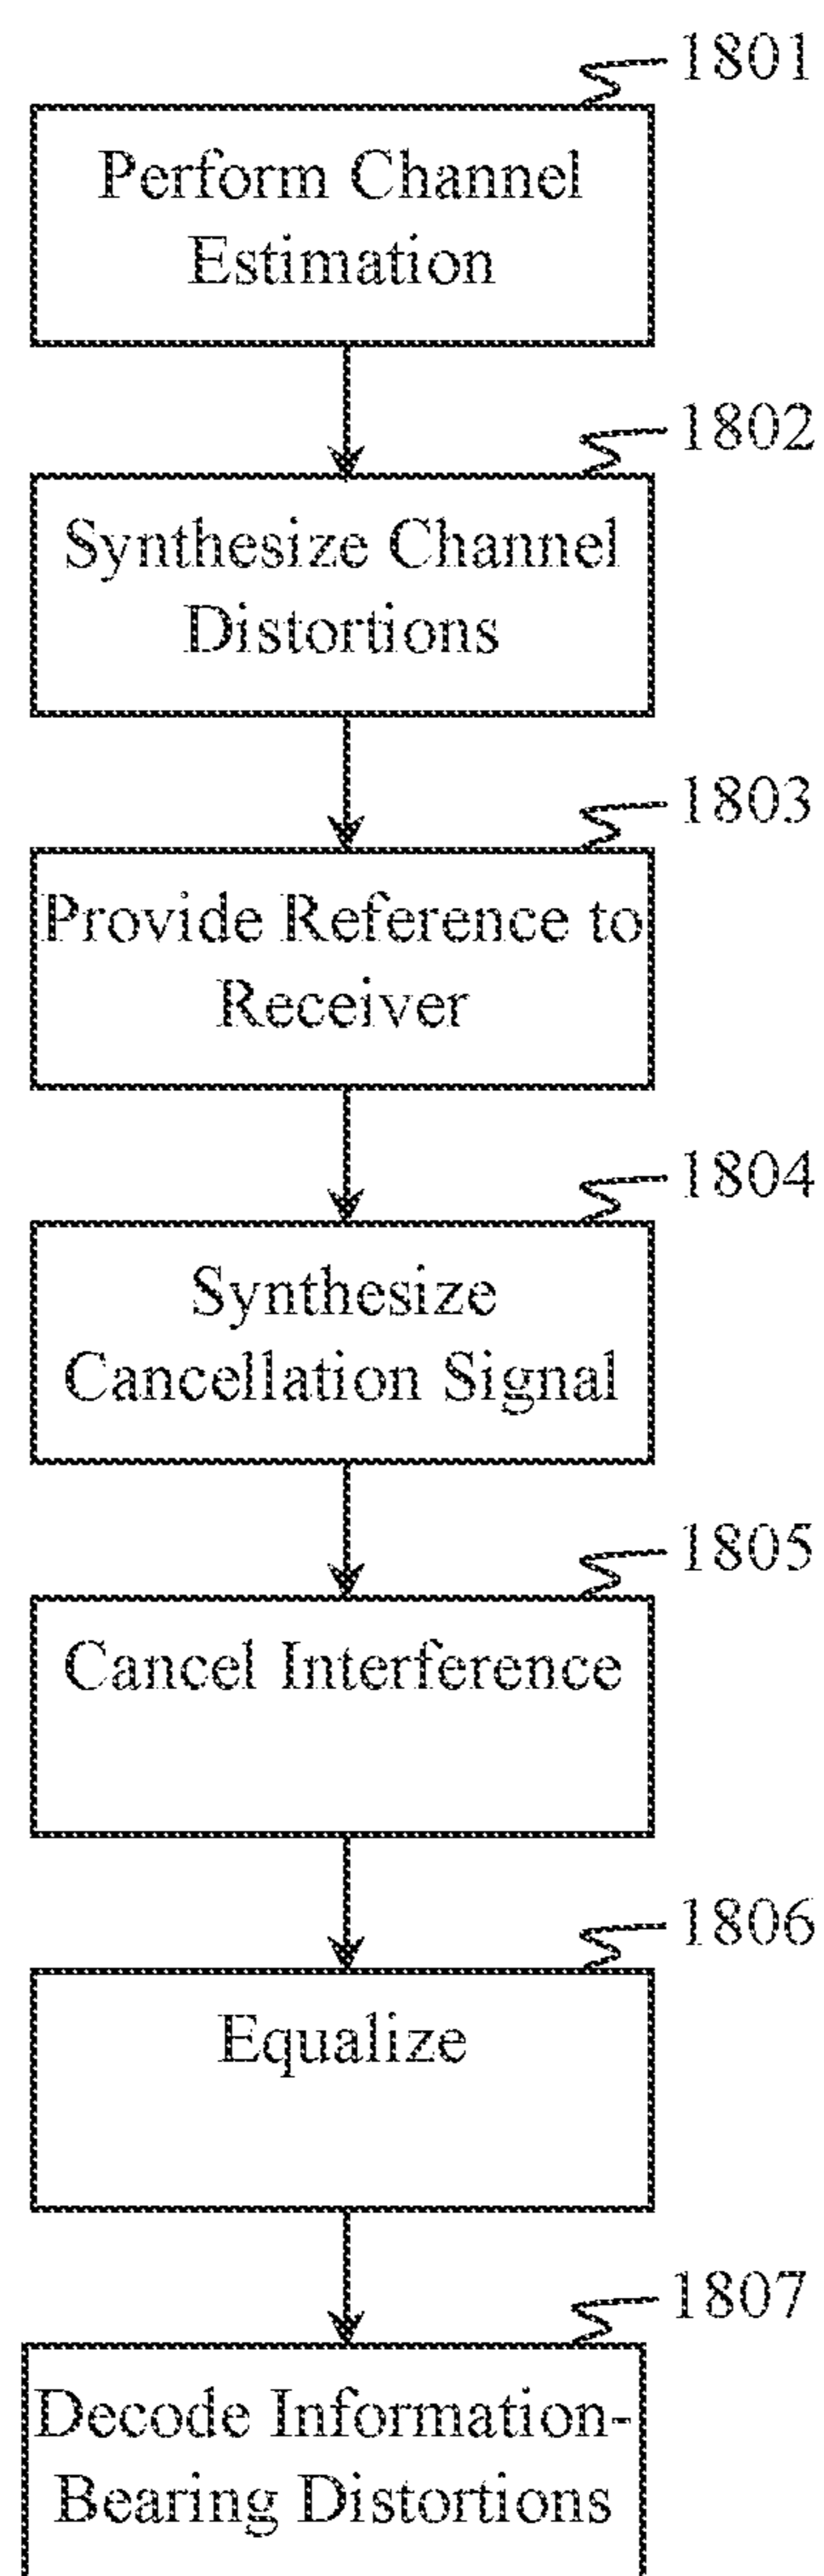 1801
Perform Channel
Estimation
1802
Synthesize Channel
Distortions
1803
Provide Reference to
Receiver
1804
Synthesize
Cancellation Signal
1805
Cancel Interference
1806
Equalize
1807
Decode Information-
Bearing Distortions